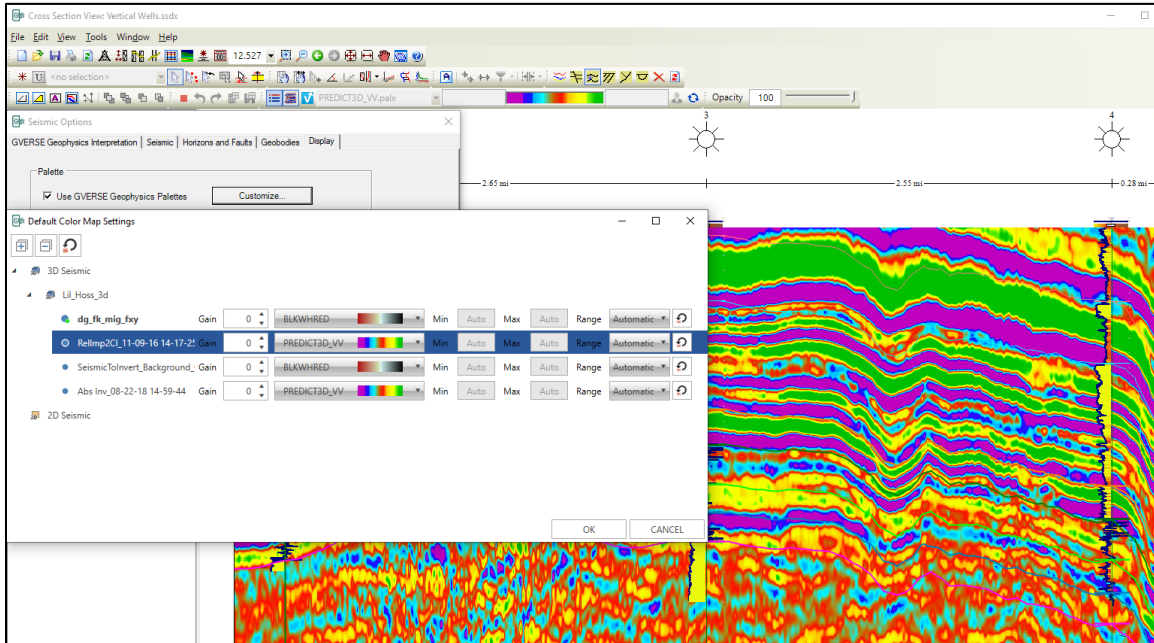 Cross Section View: Vertical Wells.ssdx
File Edit View Tools Window Help
12.527
<no selection>
PREDICT3D_VV.palx Opacity 100
Seismic Options
3 4
GVERSE Geophysics Interpretation Seismic Horizons and Faults Geobodies Display
Palette
2.65 mi 2.55 mi 0.28 mi
Use GVERSE Geophysics Palettes Customize...
Default Color Map Settings
3D Seismic
Lil_Hoss_3d
dg_fk_mig_fxy Gain 0 BLKWHRED Min Auto Max Auto Range Automatic
RelImp2CI_11-09-16 14-17-25 Gain 0 PREDICT3D_VV Min Auto Max Auto Range Automatic
SeismicToInvert_Background_ Gain 0 BLKWHRED Min Auto Max Auto Range Automatic
Abs Inv_08-22-18 14-59-44 Gain 0 PREDICT3D_VV Min Auto Max Auto Range Automatic
2D Seismic
OK CANCEL